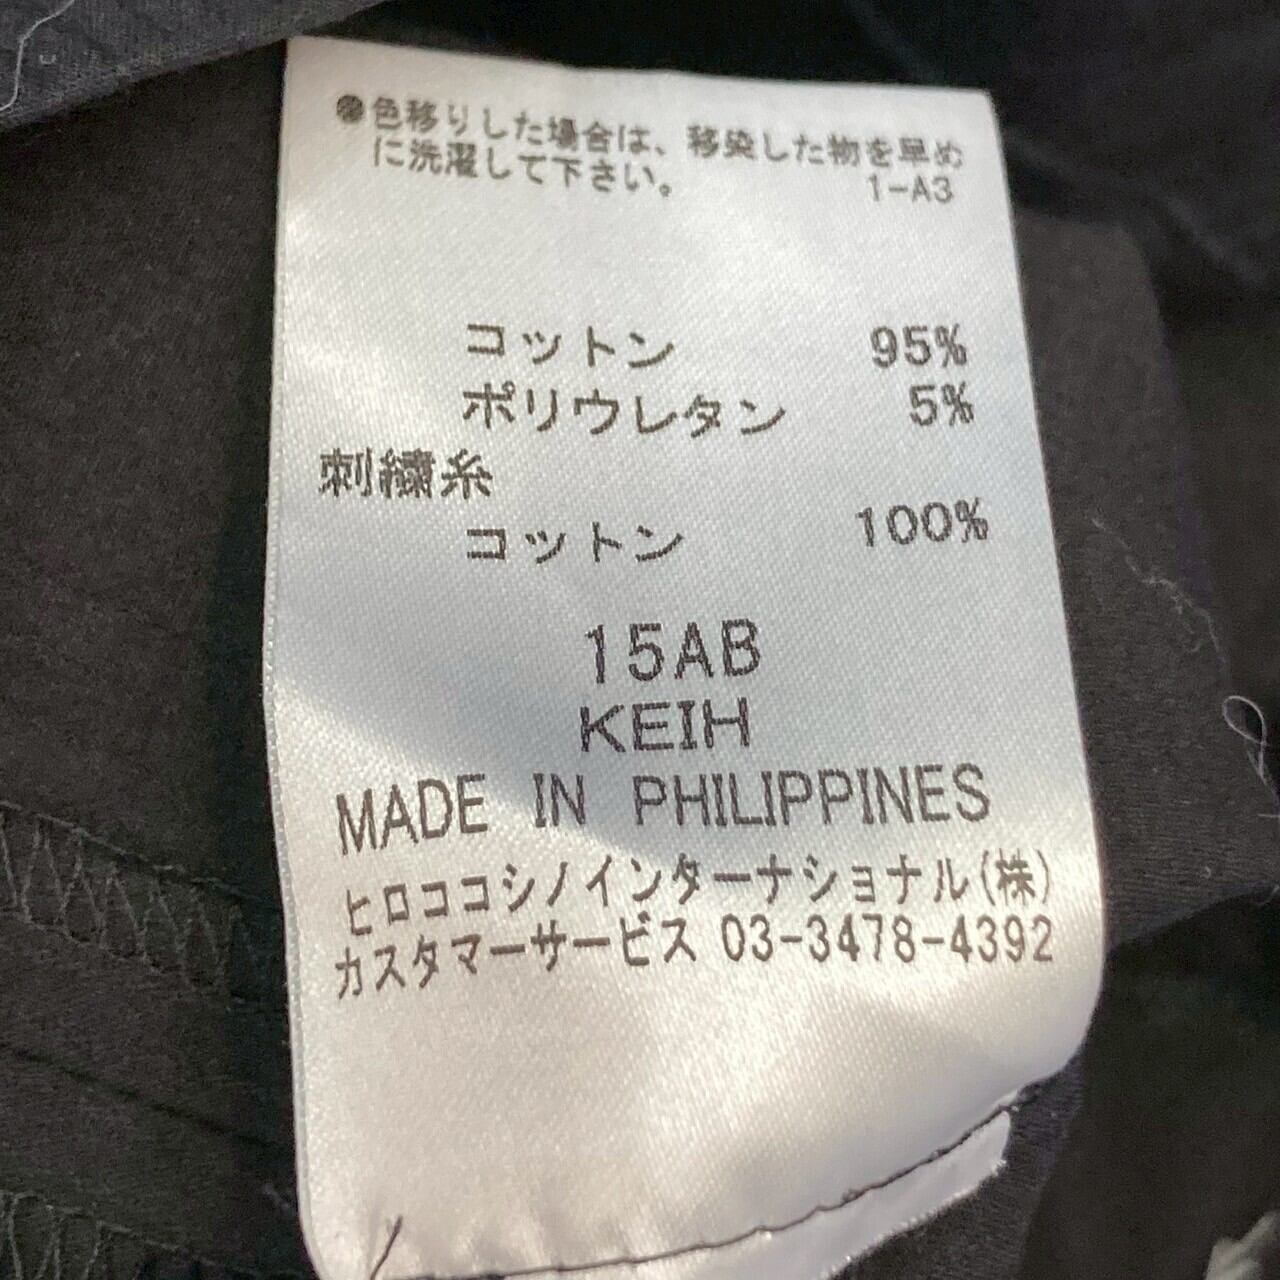 ●色移りした場合は、移染した物を早め
に洗濯して下さい。
1-A3
コットン 95%
ポリウレタン 5%
刺繍糸
コットン 100%
15AB
KEIH
MADE IN PHILIPPINES
ヒロココシノインターナショナル(株)
カスタマーサービス 03-3478-4392